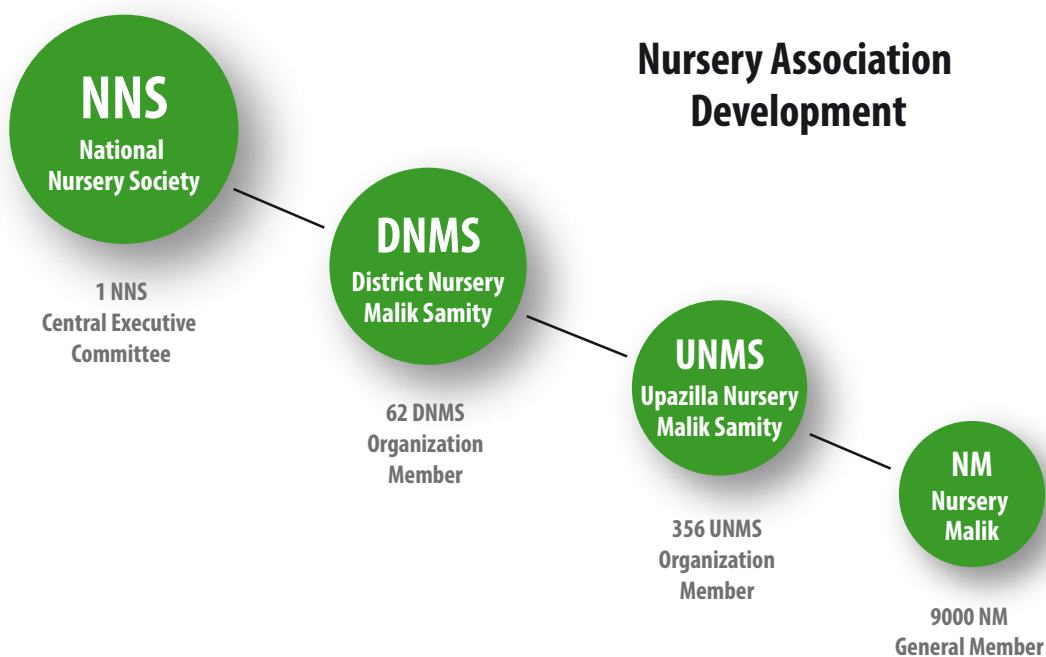 Nursery Association
Development
NNS
National
Nursery Society
1 NNS
Central Executive
Committee
DNMS
District Nursery
Malik Samity
62 DNMS
Organization
Member
UNMS
Upazilla Nursery
Malik Samity
356 UNMS
Organization
Member
NM
Nursery
Malik
9000 NM
General Member